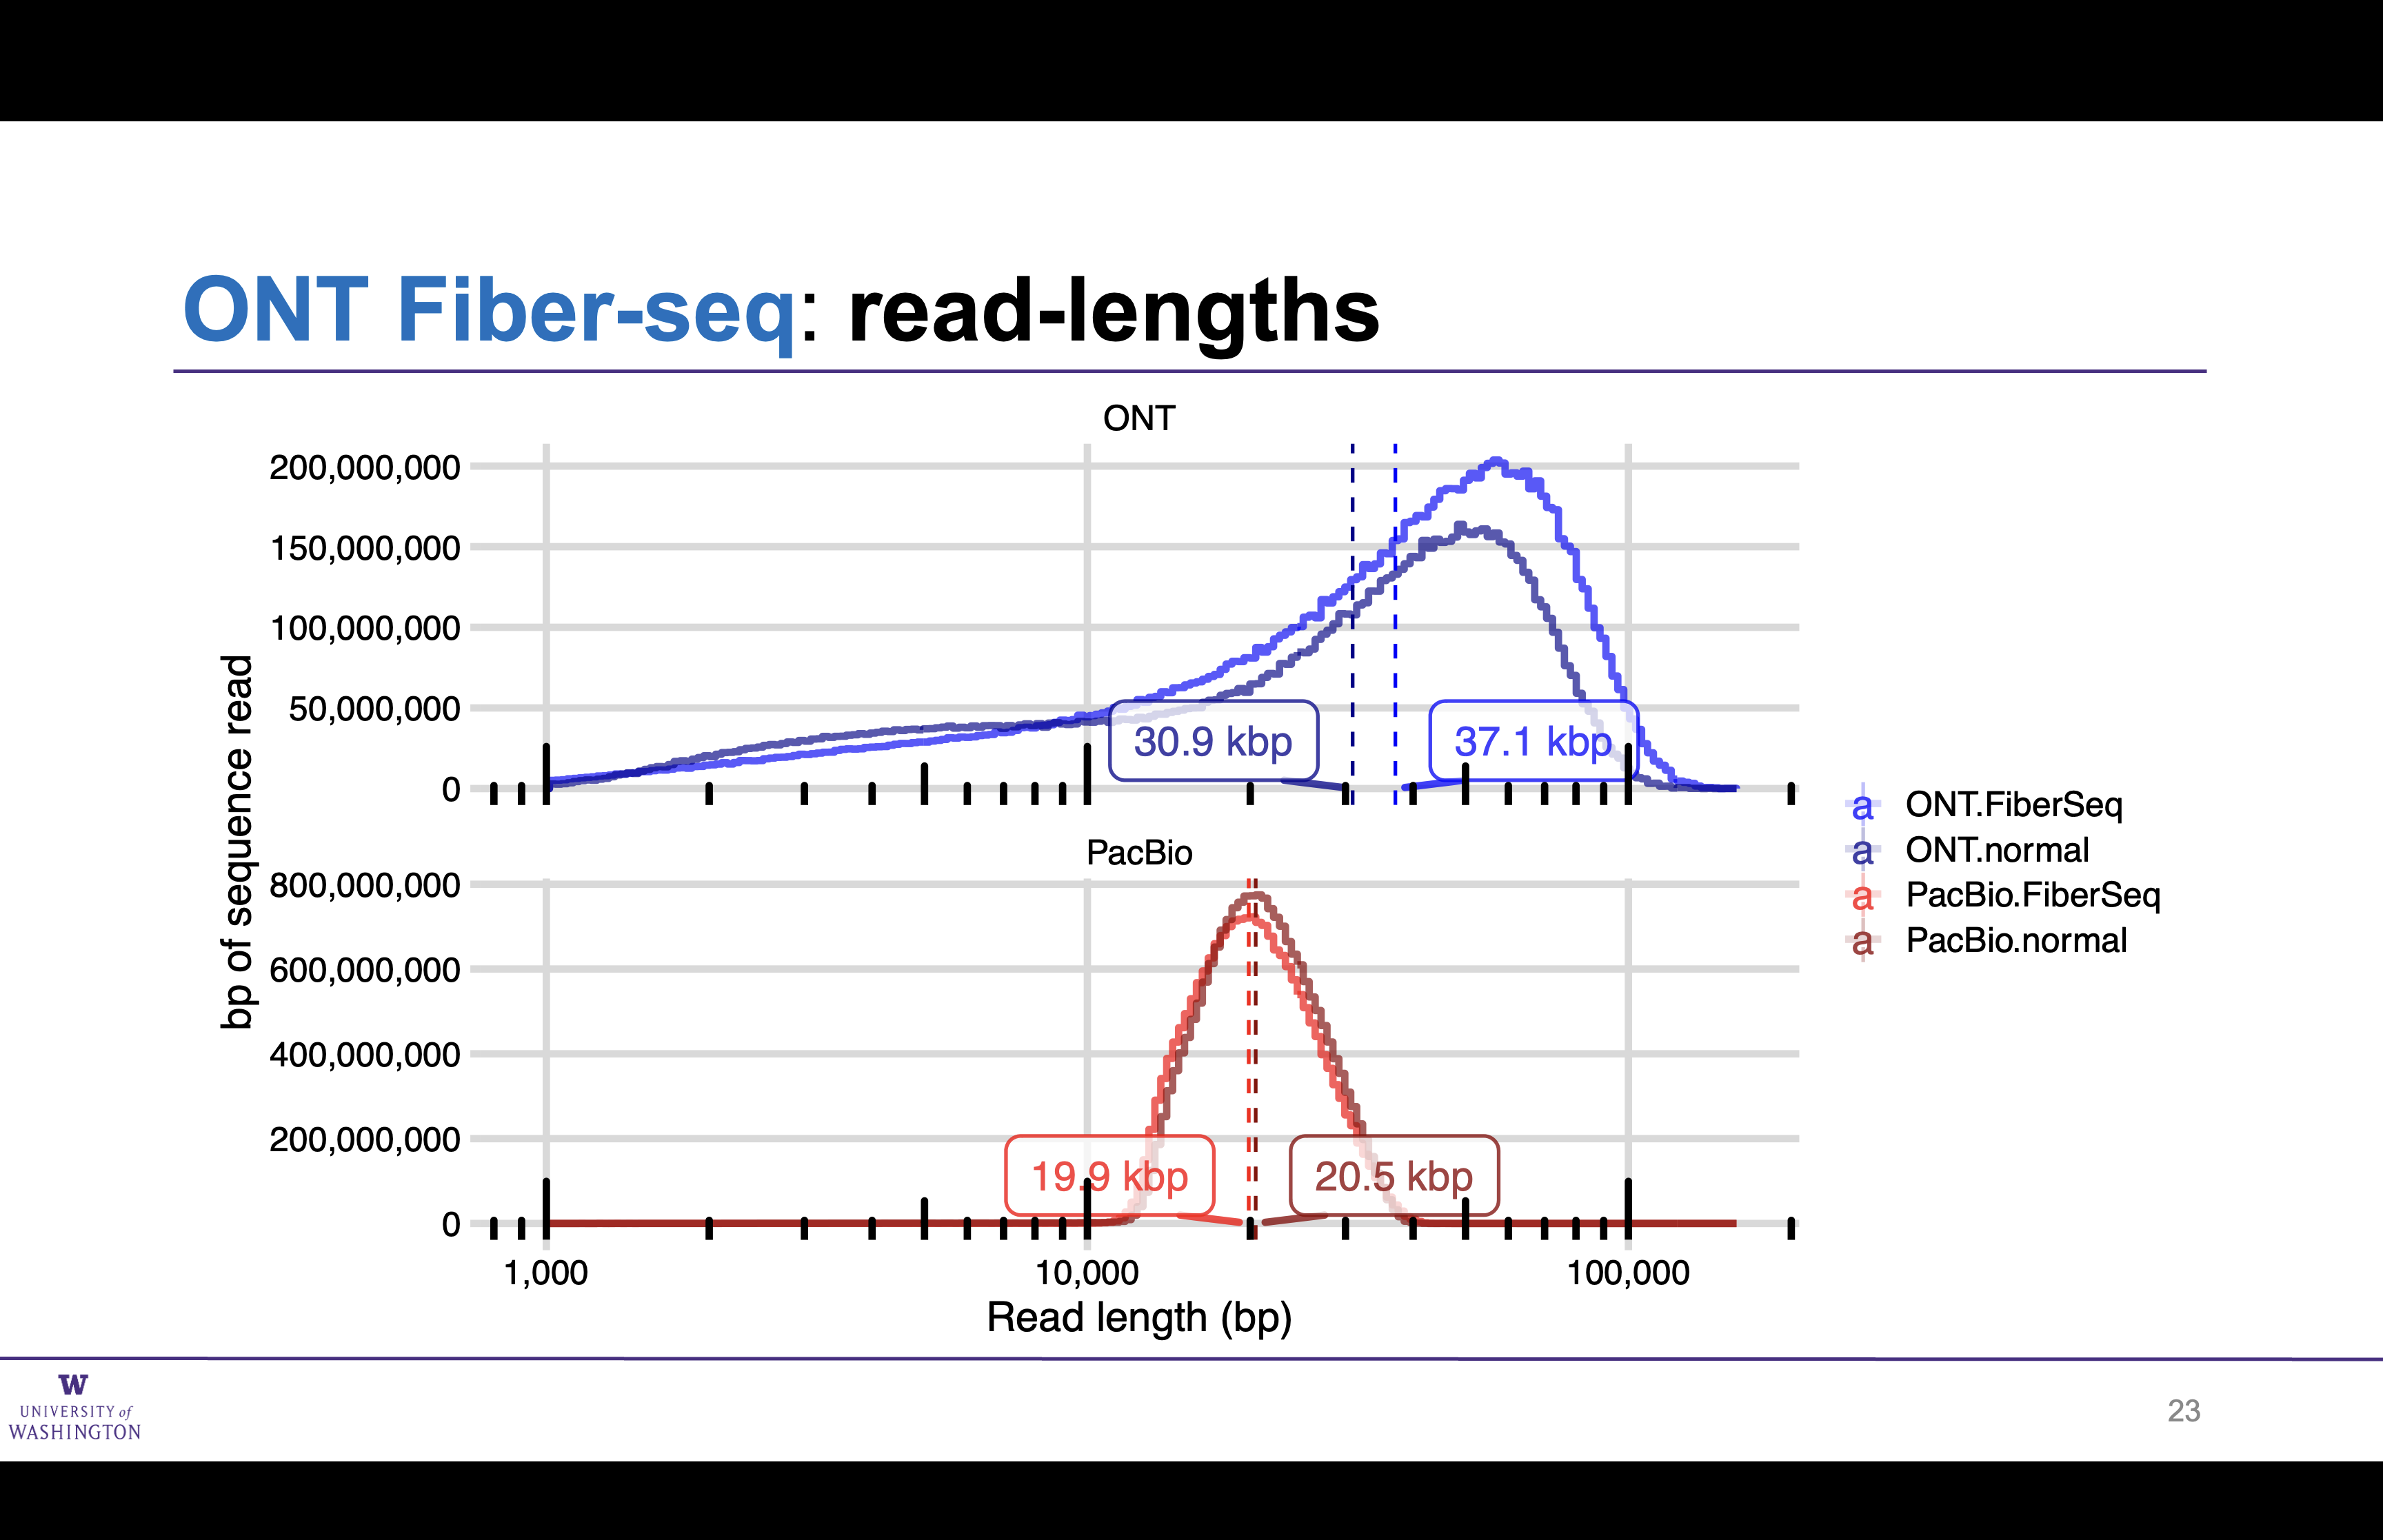 ONT Fiber-seq: read-lengths
ONT
200,000,000
150,000,000
100,000,000
50,000,000
0
30.9 kbp
37.1 kbp
bp of sequence read
PacBio
800,000,000
600,000,000
400,000,000
200,000,000
0
19.9 kbp
20.5 kbp
1,000
10,000
100,000
Read length (bp)
a ONT.FiberSeq
a ONT.normal
a PacBio.FiberSeq
a PacBio.normal
W
UNIVERSITY of
WASHINGTON
23